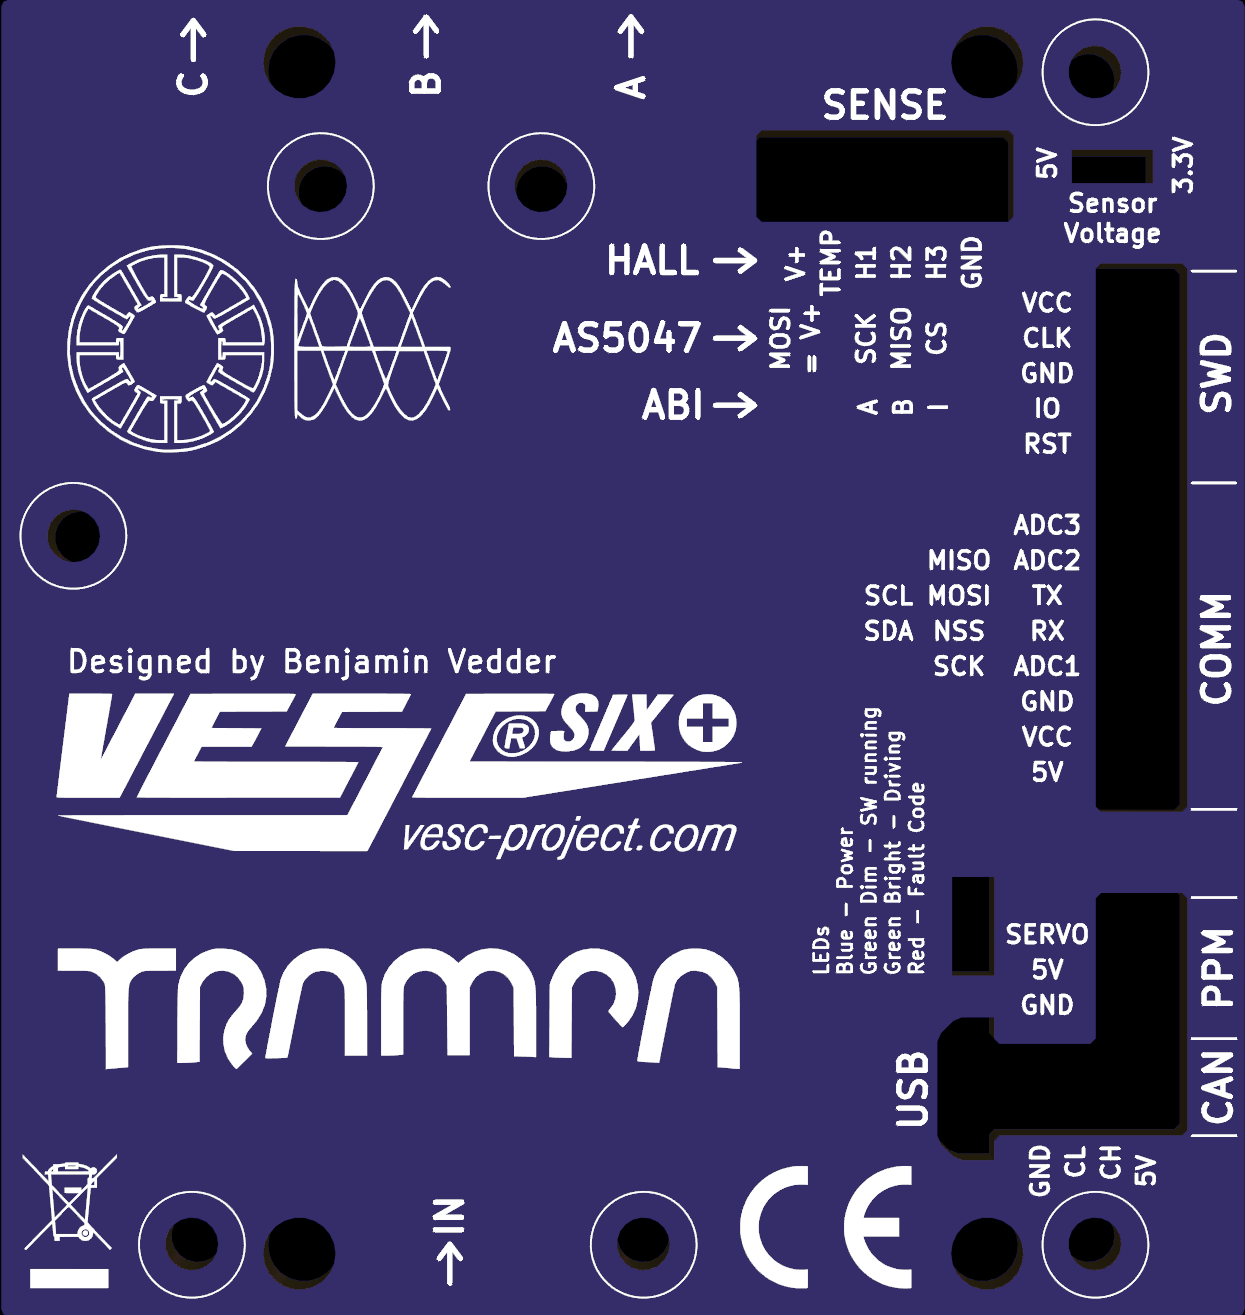 C
B
A
SENSE
5V
3.3V
Sensor
Voltage
HALL
V+
TEMP
H1
H2
H3
GND
AS5047
MOSI
= V+
SCK
MISO
CS
ABI
A
B
I
VCC
CLK
GND
IO
RST
SWD
ADC3
MISO ADC2
SCL MOSI TX
SDA NSS RX
SCK ADC1
GND
VCC
5V
COMM
Designed by Benjamin Vedder
VESC® SIX+
vesc-project.com
LEDs
Blue – Power
Green Dim – SW running
Green Bright – Driving
Red – Fault Code
TRAMPA
SERVO
5V
GND
PPM
USB
CAN
GND
CL
CH
5V
IN
CE